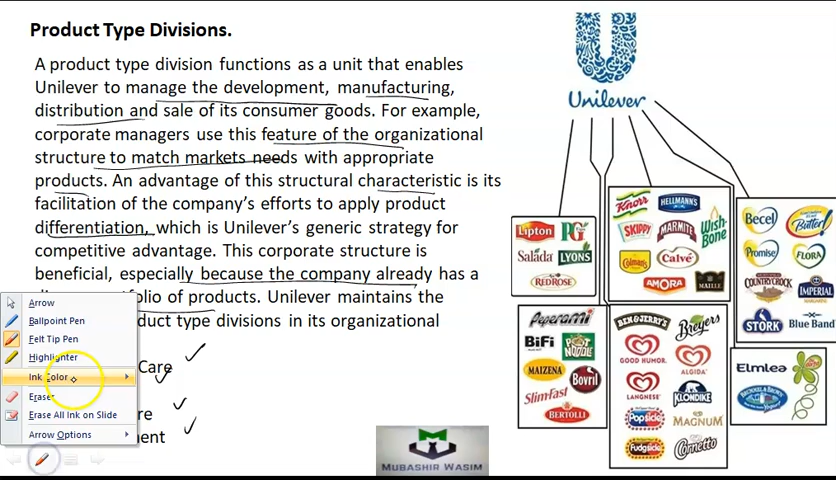 Product Type Divisions.
A product type division functions as a unit that enables
Unilever to manage the development, manufacturing,
distribution and sale of its consumer goods. For example,
corporate managers use this feature of the organizational
structure to match markets needs with appropriate
products. An advantage of this structural characteristic is its
facilitation of the company's efforts to apply product
differentiation, which is Unilever's generic strategy for
competitive advantage. This corporate structure is
beneficial, especially because the company already has a
folio of products. Unilever maintains the
duct type divisions in its organizational
Care
re
ent
Arrow
Ballpoint Pen
Felt Tip Pen
Highlighter
Ink Color
Eraser
Erase All Ink on Slide
Arrow Options
MUBASHIR WASIM
Unilever
Lipton
PG
Salada
LYONS
REDROSE
Knorr
HELLMANN'S
SKIPPY
MARMITE
WISH-BONE
Colman's
Calvé
AMORA
MAILLE
Becel
Butter!
Promise
FLORA
COUNTRY CROCK
IMPERIAL
STORK
Blue Band
Peperami
BiFi
POT NOODLE
MAIZENA
Bovril
SlimFast
BERTOLLI
BEN & JERRY'S
Breyers
GOOD HUMOR
ALGIDA
LANGNESE
KLONDIKE
Popsicle
MAGNUM
Fudgsicle
Cornetto
Elmlea
BRUMMEL & BROWN